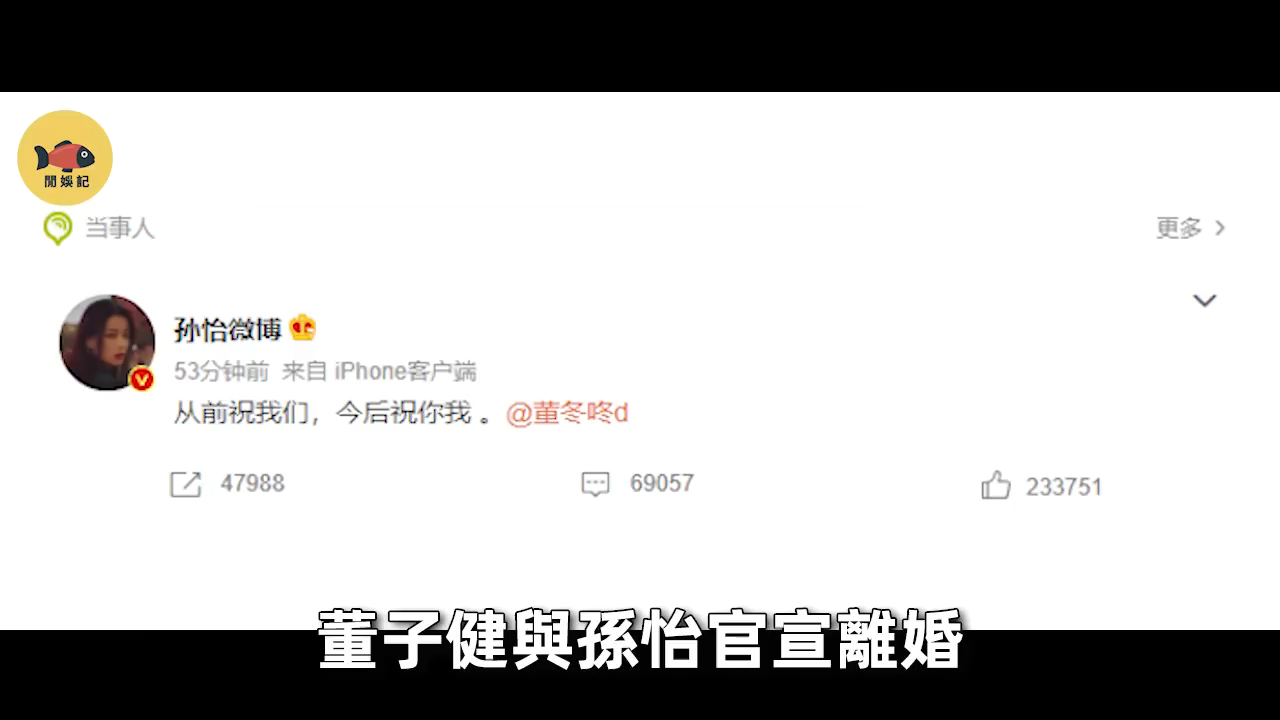 閒娛記
当事人
更多
孙怡微博
53分钟前 来自 iPhone客户端
从前祝我们，今后祝你我 。@董冬咚d
47988
69057
233751
董子健與孫怡官宣離婚